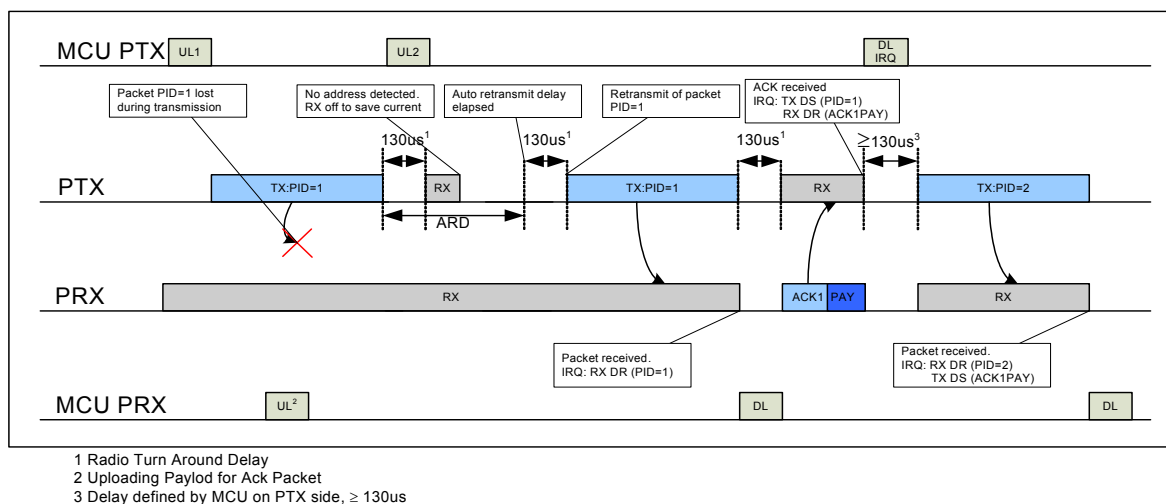 MCU PTX
UL1
UL2
DL
IRQ
Packet PID=1 lost
during transmission
No address detected.
RX off to save current
Auto retransmit delay
elapsed
Retransmit of packet
PID=1
ACK received
IRQ: TX DS (PID=1)
RX DR (ACK1PAY)
130us¹
130us¹
130us¹
≥130us³
PTX
TX:PID=1
RX
TX:PID=1
RX
TX:PID=2
ARD
PRX
RX
ACK1
PAY
RX
Packet received.
IRQ: RX DR (PID=1)
Packet received.
IRQ: RX DR (PID=2)
TX DS (ACK1PAY)
MCU PRX
UL²
DL
DL
1 Radio Turn Around Delay
2 Uploading Paylod for Ack Packet
3 Delay defined by MCU on PTX side, ≥ 130us